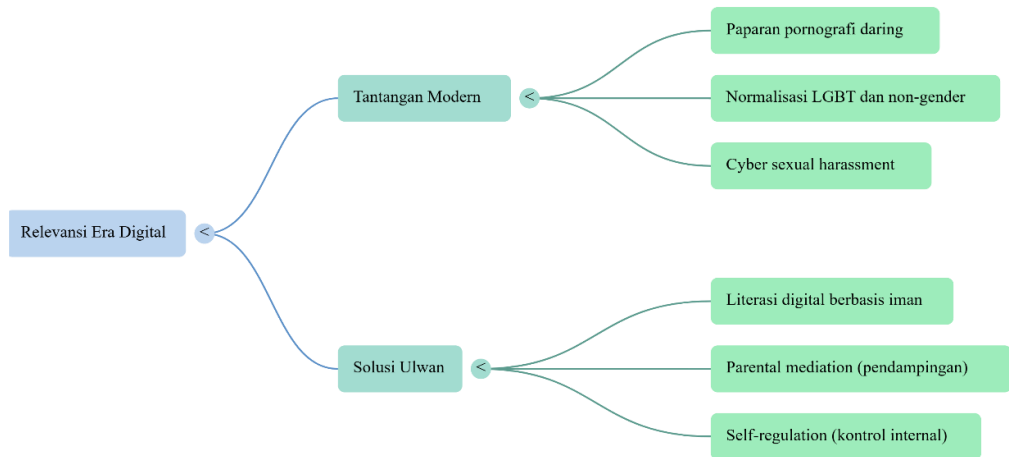 Relevansi Era Digital
<
Tantangan Modern
<
Paparan pornografi daring
Normalisasi LGBT dan non-gender
Cyber sexual harassment
Solusi Ulwan
<
Literasi digital berbasis iman
Parental mediation (pendampingan)
Self-regulation (kontrol internal)